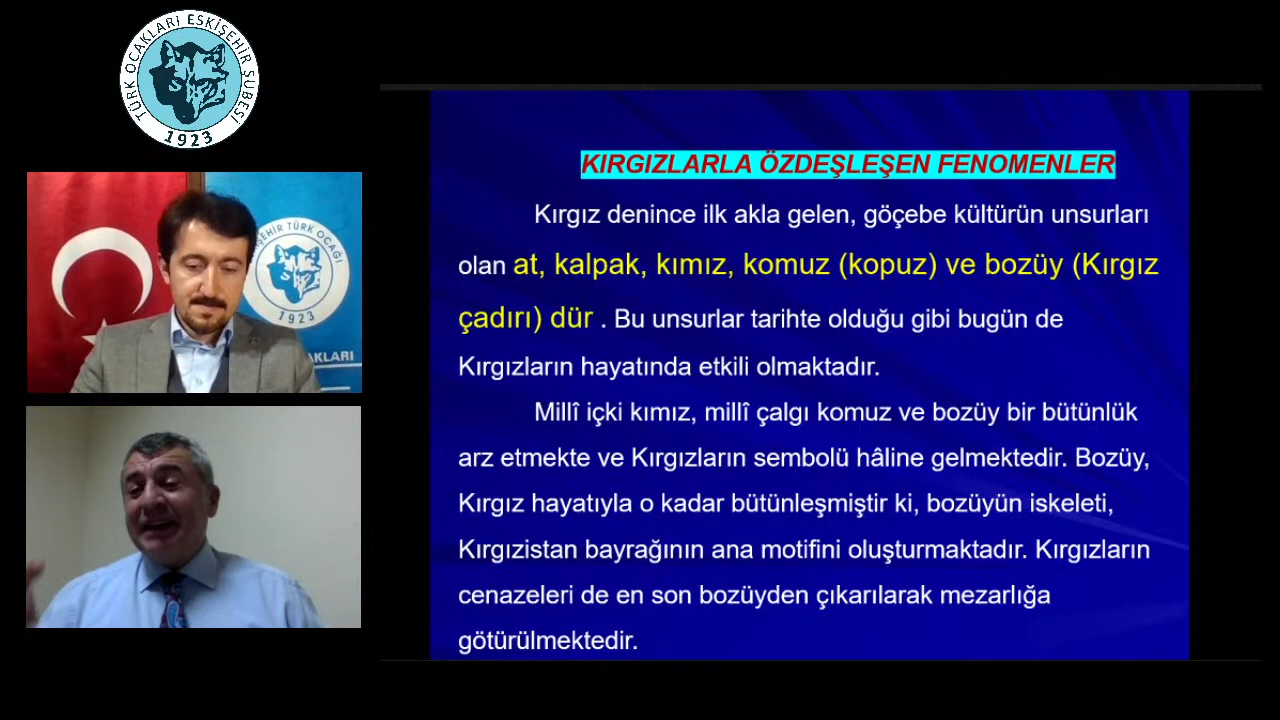 TÜRK OCAKLARI ESKİŞEHİR ŞUBESİ
1923
TÜRK OCAĞI
1923
AKLARI
KIRGIZLARLA ÖZDEŞLEŞEN FENOMENLER
Kırgız denince ilk akla gelen, göçebe kültürün unsurları
olan at, kalpak, kımız, komuz (kopuz) ve bozüy (Kırgız
çadırı) dür . Bu unsurlar tarihte olduğu gibi bugün de
Kırgızların hayatında etkili olmaktadır.
Millî içki kımız, millî çalgı komuz ve bozüy bir bütünlük
arz etmekte ve Kırgızların sembolü hâline gelmektedir. Bozüy,
Kırgız hayatıyla o kadar bütünleşmiştir ki, bozüyün iskeleti,
Kırgızistan bayrağının ana motifini oluşturmaktadır. Kırgızların
cenazeleri de en son bozüyden çıkarılarak mezarlığa
götürülmektedir.